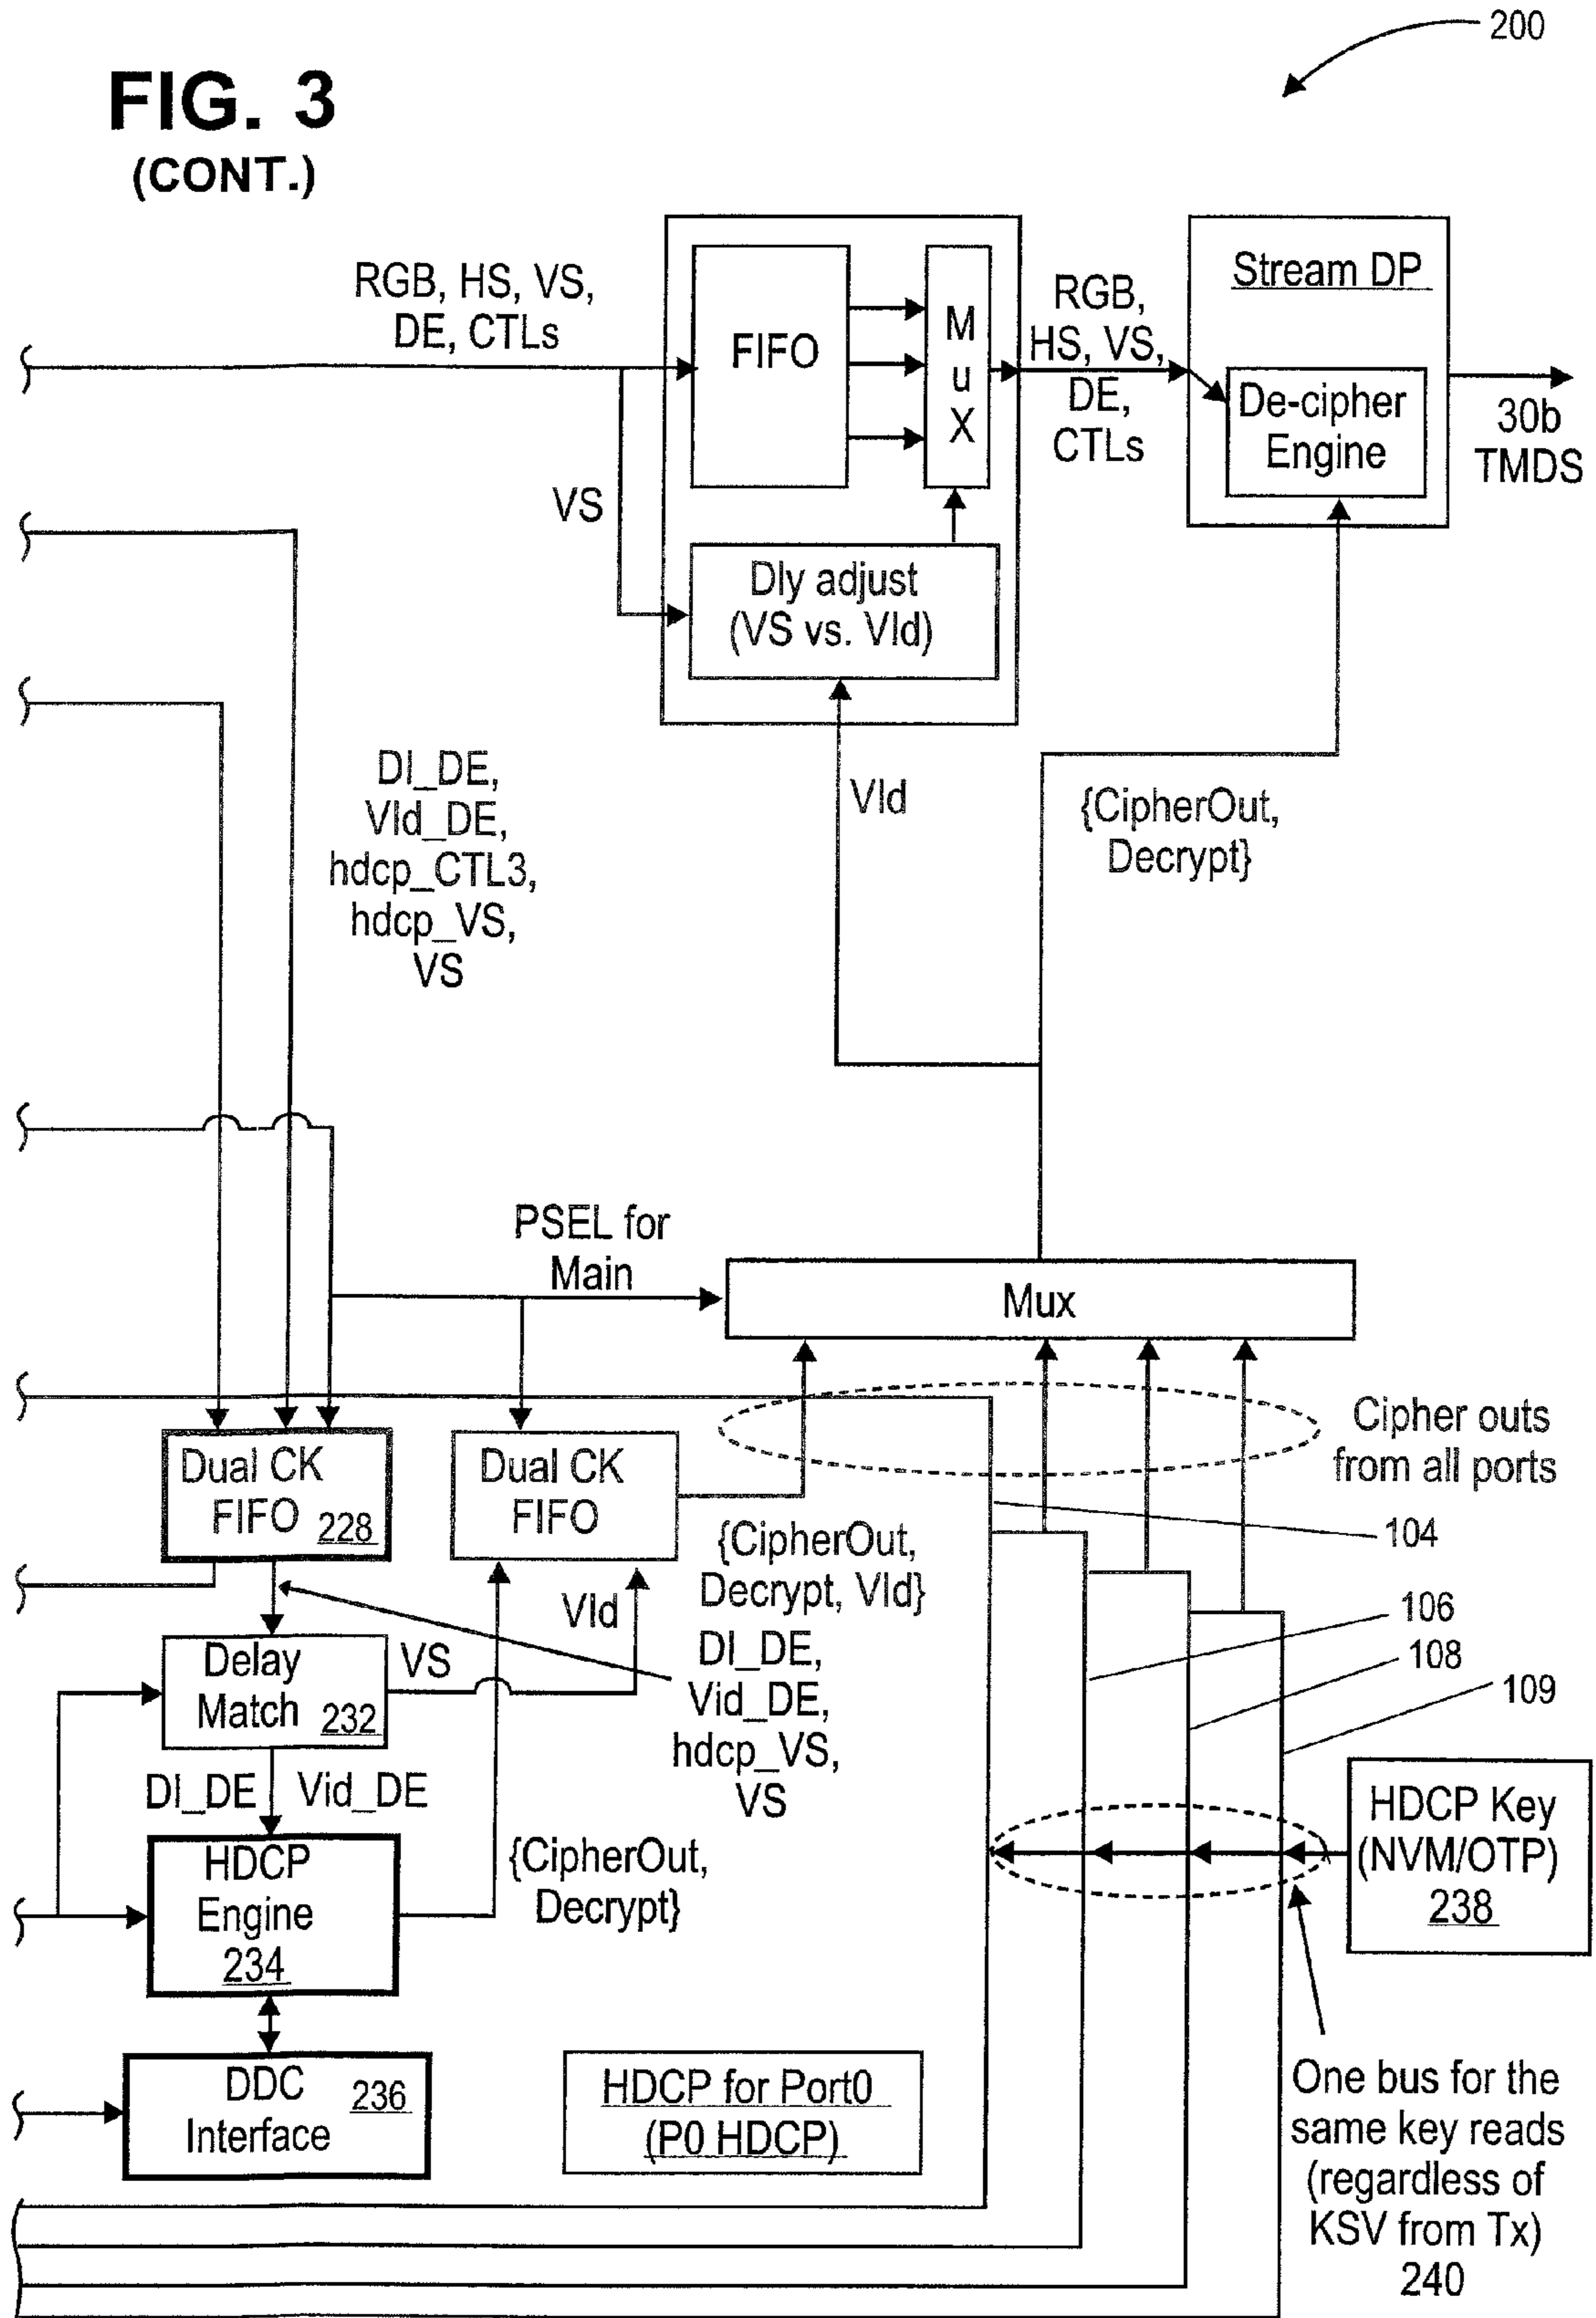 200
FIG. 3
(CONT.)
RGB, HS, VS,
DE, CTLs
FIFO
M
u
X
RGB,
HS, VS,
DE,
CTLs
Stream DP
De-cipher
Engine
30b
TMDS
VS
Dly adjust
(VS vs. Vld)
DI_DE,
Vld_DE,
hdcp_CTL3,
hdcp_VS,
VS
Vld
{CipherOut,
Decrypt}
PSEL for
Main
Mux
Cipher outs
from all ports
Dual CK
FIFO 228
Dual CK
FIFO
{CipherOut,
Decrypt, Vld}
104
Vld
106
Delay
Match 232
VS
DI_DE,
Vid_DE,
hdcp_VS,
VS
108
109
DI_DE
Vid_DE
HDCP
Engine
234
{CipherOut,
Decrypt}
HDCP Key
(NVM/OTP)
238
DDC
Interface
236
HDCP for Port0
(P0 HDCP)
One bus for the
same key reads
(regardless of
KSV from Tx)
240